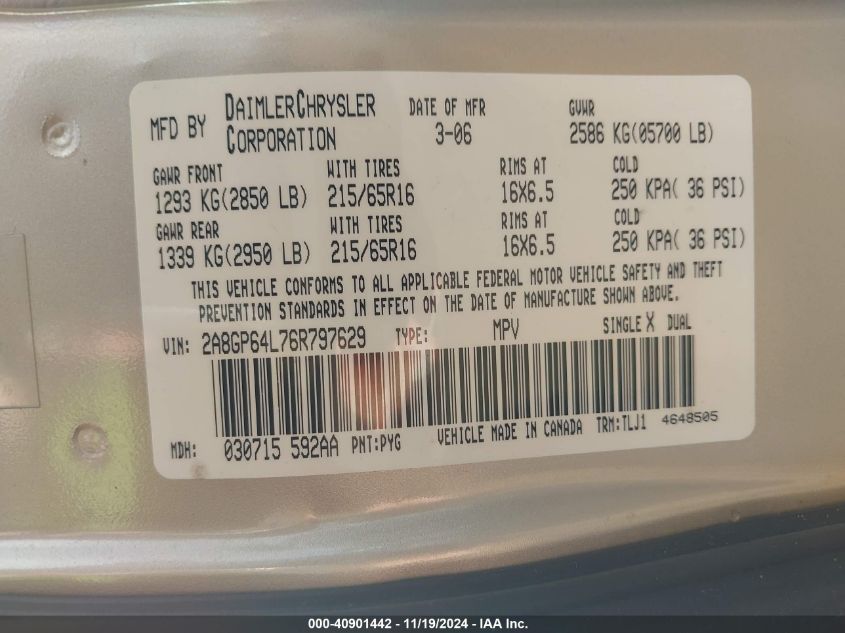 MFD BY DAIMLERCHRYSLER CORPORATION DATE OF MFR 3-06 GVWR 2586 KG(05700 LB)
GAWR FRONT WITH TIRES RIMS AT COLD
1293 KG(2850 LB) 215/65R16 16X6.5 250 KPA( 36 PSI)
GAWR REAR WITH TIRES RIMS AT COLD
1339 KG(2950 LB) 215/65R16 16X6.5 250 KPA( 36 PSI)
THIS VEHICLE CONFORMS TO ALL APPLICABLE FEDERAL MOTOR VEHICLE SAFETY AND THEFT
PREVENTION STANDARDS IN EFFECT ON THE DATE OF MANUFACTURE SHOWN ABOVE.
VIN: 2A8GP64L76R797629 TYPE: MPV SINGLE X DUAL
MDH: 030715 592AA PNT:PYG VEHICLE MADE IN CANADA TRM:TLJ1 4648505
000-40901442 - 11/19/2024 - IAA Inc.